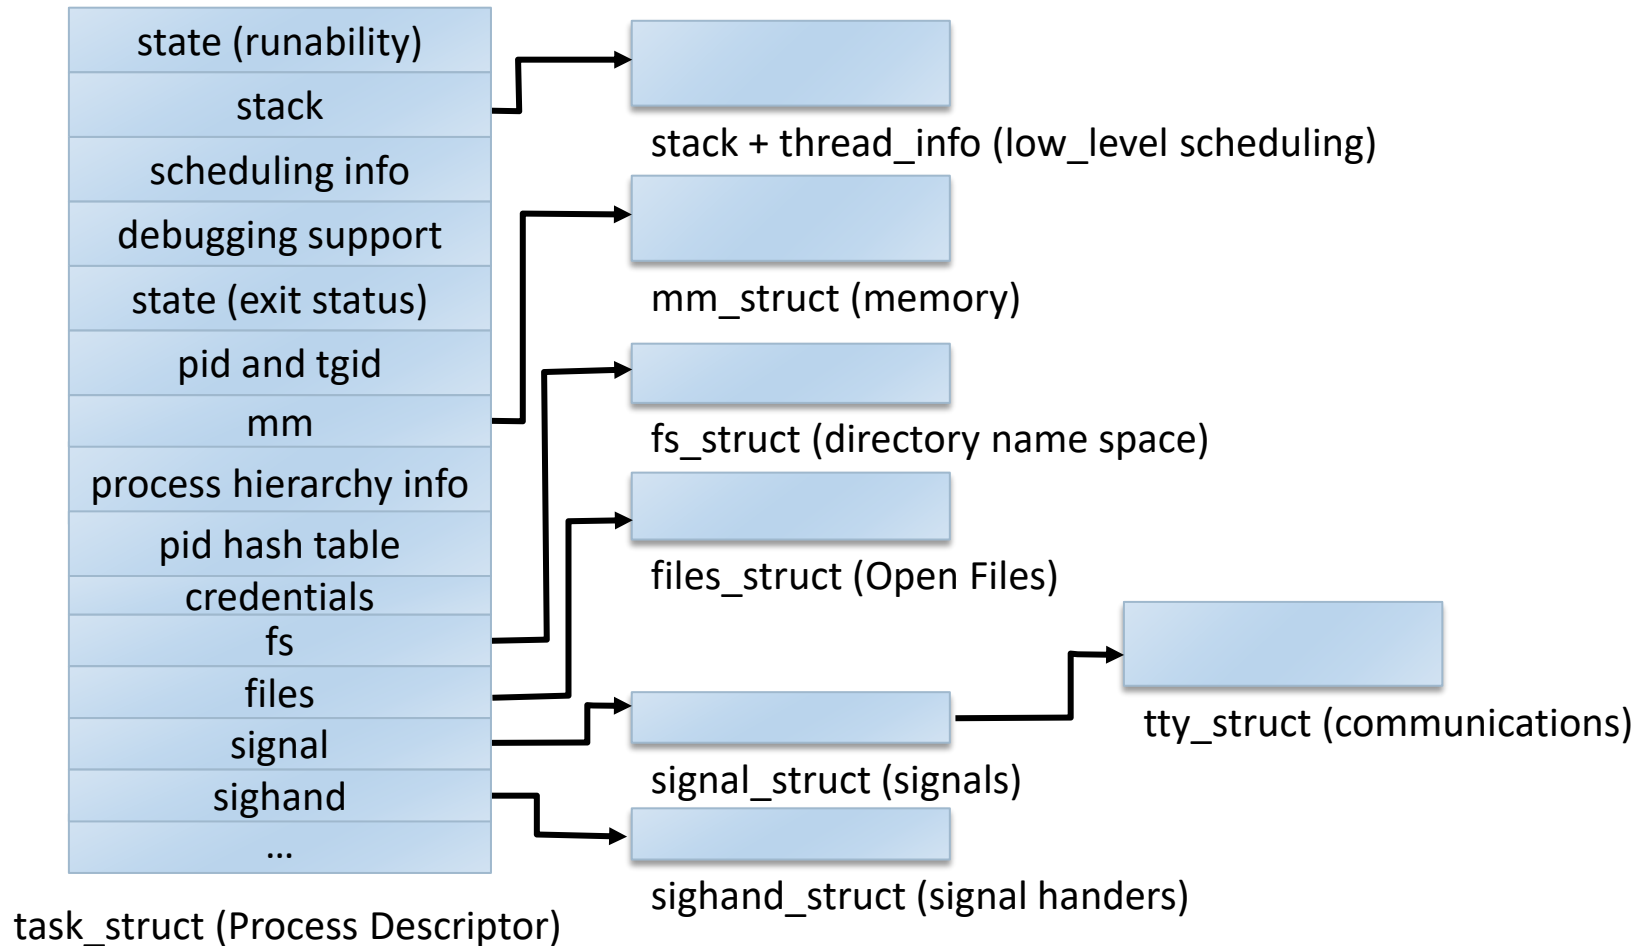 state (runability)
stack
scheduling info
debugging support
state (exit status)
pid and tgid
mm
process hierarchy info
pid hash table
credentials
fs
files
signal
sighand
...
task_struct (Process Descriptor)
stack + thread_info (low_level scheduling)
mm_struct (memory)
fs_struct (directory name space)
files_struct (Open Files)
signal_struct (signals)
sighand_struct (signal handers)
tty_struct (communications)